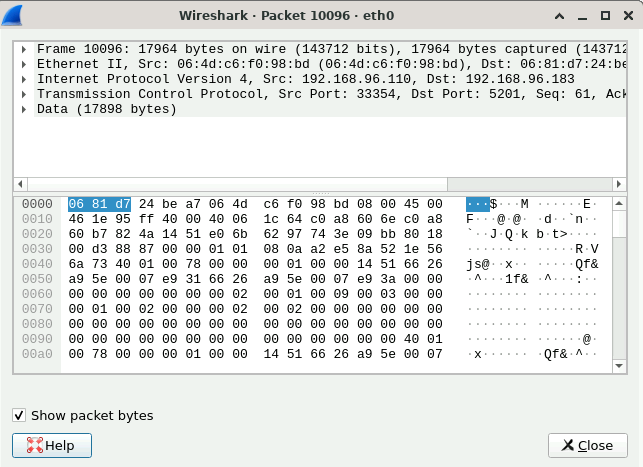 Wireshark · Packet 10096 · eth0
Frame 10096: 17964 bytes on wire (143712 bits), 17964 bytes captured (143712
Ethernet II, Src: 06:4d:c6:f0:98:bd (06:4d:c6:f0:98:bd), Dst: 06:81:d7:24:be
Internet Protocol Version 4, Src: 192.168.96.110, Dst: 192.168.96.183
Transmission Control Protocol, Src Port: 33354, Dst Port: 5201, Seq: 61, Ack
Data (17898 bytes)
0000 06 81 d7 24 be a7 06 4d c6 f0 98 bd 08 00 45 00 ···$···M ······E·
0010 46 1e 95 ff 40 00 40 06 1c 64 c0 a8 60 6e c0 a8 F···@·@· ·d··`n··
0020 60 b7 82 4a 14 51 e0 6b 62 97 74 3e 09 bb 80 18 `··J·Q·k b·t>····
0030 00 d3 88 87 00 00 01 01 08 0a a2 e5 8a 52 1e 56 ········ ·····R·V
0040 6a 73 40 01 00 78 00 00 00 01 00 00 14 51 66 26 js@··x·· ·····Qf&
0050 a9 5e 00 07 e9 31 66 26 a9 5e 00 07 e9 3a 00 00 ·^···1f& ·^···:··
0060 00 00 00 00 00 00 00 02 00 01 00 09 00 03 00 00 ········ ········
0070 00 01 00 02 00 00 00 02 00 02 00 00 00 00 00 00 ········ ········
0080 00 00 00 00 00 00 00 00 00 00 00 00 00 00 00 00 ········ ········
0090 00 00 00 00 00 00 00 00 00 00 00 00 00 00 40 01 ········ ······@·
00a0 00 78 00 00 00 01 00 00 14 51 66 26 a9 5e 00 07 ·x······ ·Qf&·^··
Show packet bytes
Help
Close